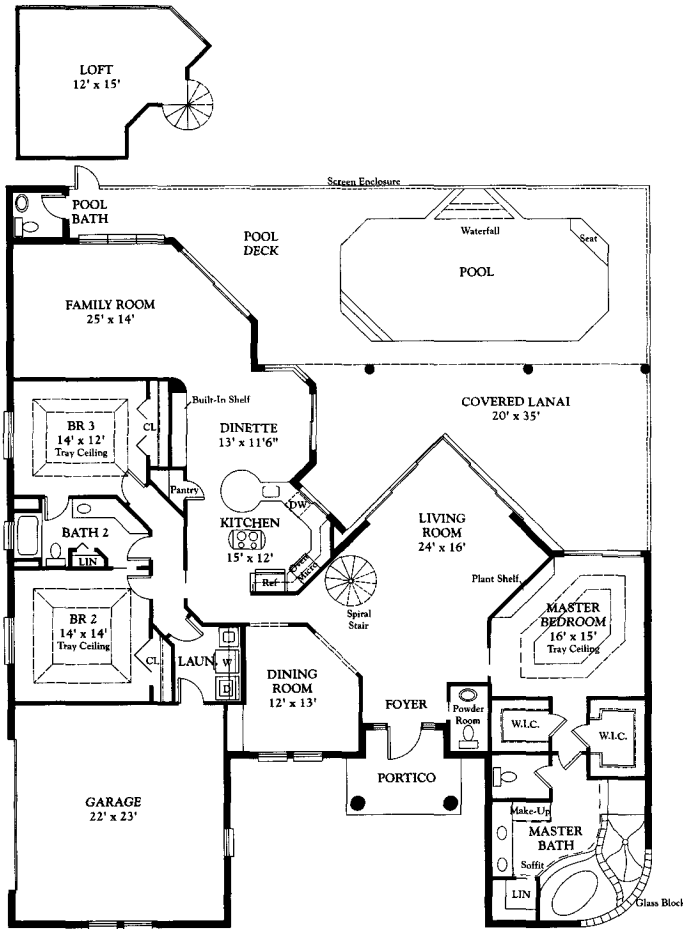 LOFT
12' x 15'
Screen Enclosure
POOL
BATH
POOL
DECK
Waterfall
Seat
POOL
FAMILY ROOM
25' x 14'
Built-In Shelf
COVERED LANAI
20' x 35'
BR 3
14' x 12'
Tray Ceiling
CL
DINETTE
13' x 11'6"
Pantry
DW
KITCHEN
15' x 12'
LIVING
ROOM
24' x 16'
BATH 2
LIN
Oven
Micro
Ref
Spiral
Stair
Plant Shelf
MASTER
BEDROOM
16' x 15'
Tray Ceiling
BR 2
14' x 14'
Tray Ceiling
CL
LAUN.
W
D
DINING
ROOM
12' x 13'
FOYER
Powder
Room
W.I.C.
W.I.C.
PORTICO
GARAGE
22' x 23'
Make-Up
MASTER
BATH
Soffit
LIN
Glass Block